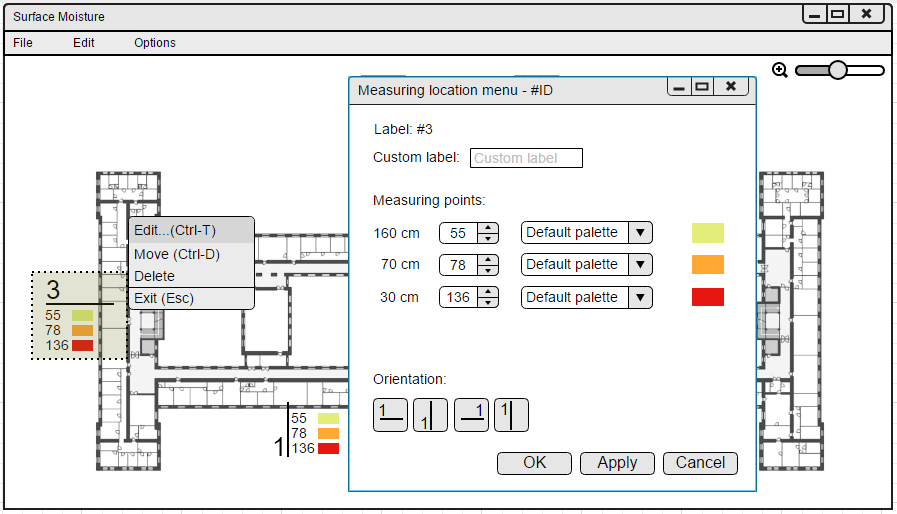 Surface Moisture
File Edit Options
Measuring location menu - #ID
Label: #3
Custom label: Custom label
Measuring points:
160 cm 55 Default palette
70 cm 78 Default palette
30 cm 136 Default palette
Orientation:
1 1 1 1
OK Apply Cancel
Edit...(Ctrl-T)
Move (Ctrl-D)
Delete
Exit (Esc)
3
55
78
136
1
55
78
136